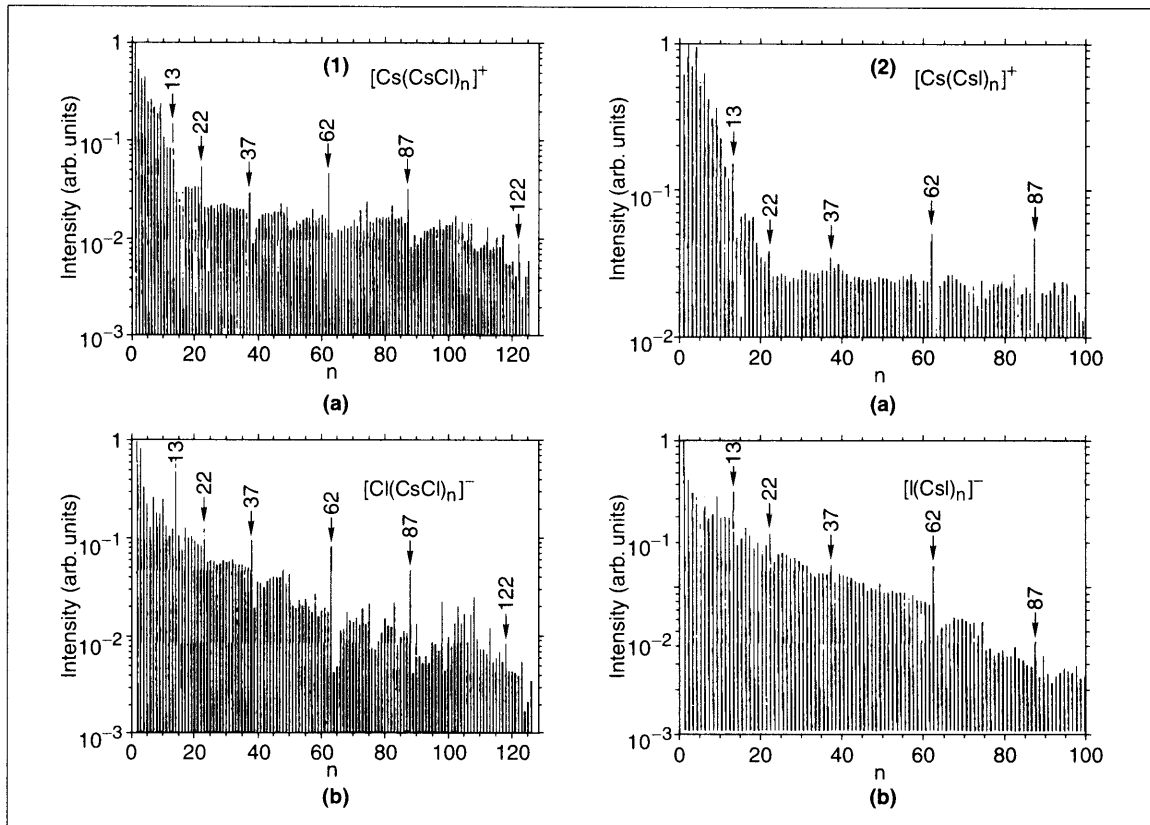 (1)
[Cs(CsCl)n]+
Intensity (arb. units)
1
10−1
10−2
10−3
13
22
37
62
87
122
0 20 40 60 80 100 120
n
(a)
(2)
[Cs(CsI)n]+
Intensity (arb. units)
1
10−1
10−2
13
22
37
62
87
0 20 40 60 80 100
n
(a)
[Cl(CsCl)n]−
Intensity (arb. units)
1
10−1
10−2
10−3
13
22
37
62
87
122
0 20 40 60 80 100 120
n
(b)
[I(CsI)n]−
Intensity (arb. units)
1
10−1
10−2
10−3
13
22
37
62
87
0 20 40 60 80 100
n
(b)